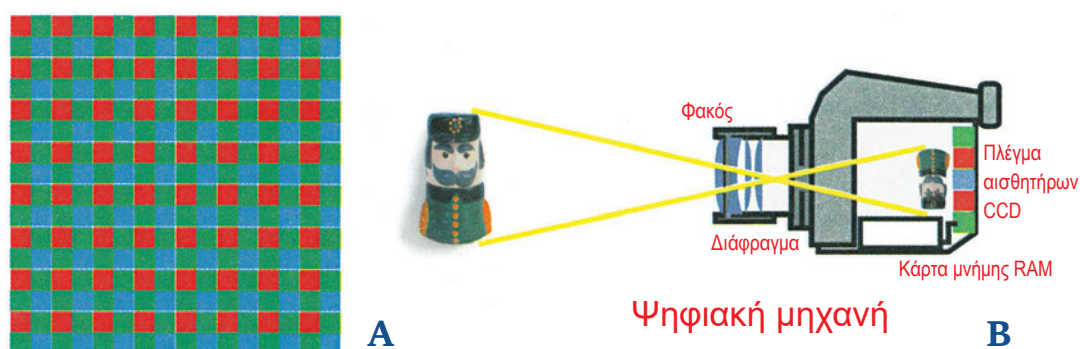 Φακός
Πλέγμα
αισθητήρων
CCD
Διάφραγμα
Κάρτα μνήμης RAM
Ψηφιακή μηχανή
A
B